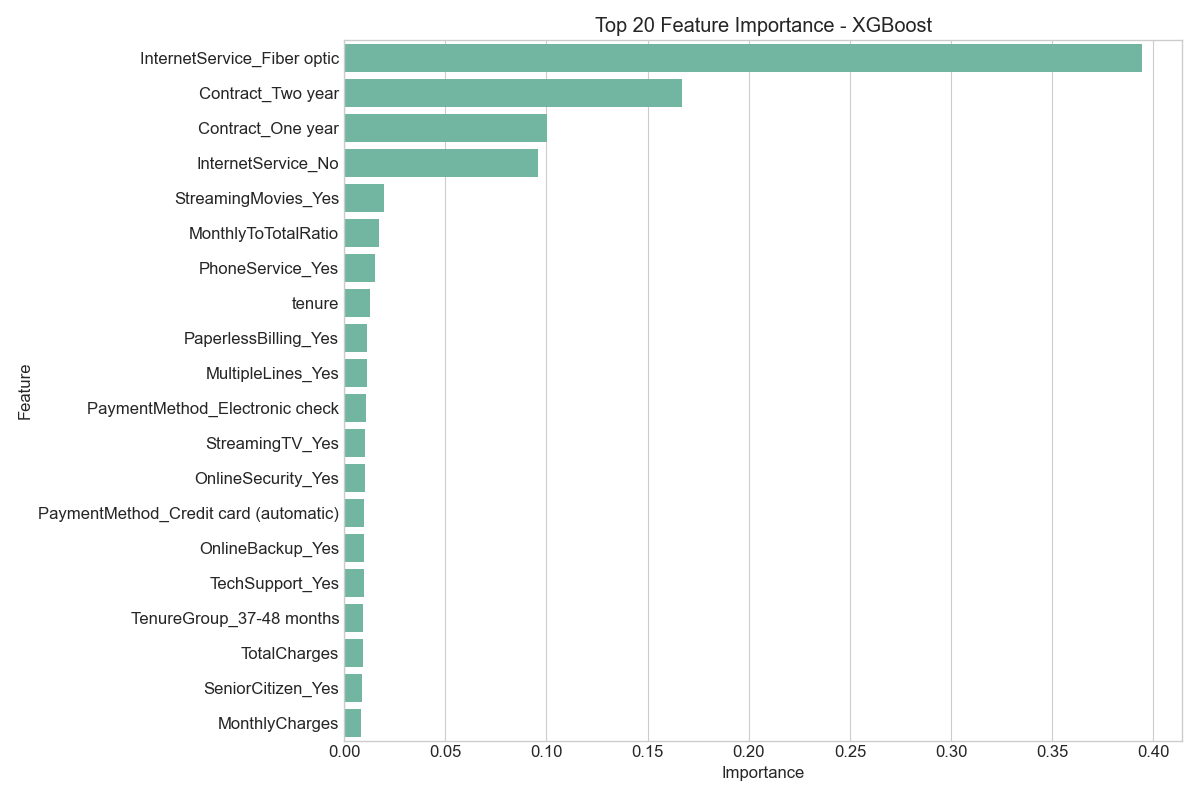 Top 20 Feature Importance - XGBoost
InternetService_Fiber optic
Contract_Two year
Contract_One year
InternetService_No
StreamingMovies_Yes
MonthlyToTotalRatio
PhoneService_Yes
tenure
PaperlessBilling_Yes
MultipleLines_Yes
PaymentMethod_Electronic check
StreamingTV_Yes
OnlineSecurity_Yes
PaymentMethod_Credit card (automatic)
OnlineBackup_Yes
TechSupport_Yes
TenureGroup_37-48 months
TotalCharges
SeniorCitizen_Yes
MonthlyCharges
Feature
0.00 0.05 0.10 0.15 0.20 0.25 0.30 0.35 0.40
Importance